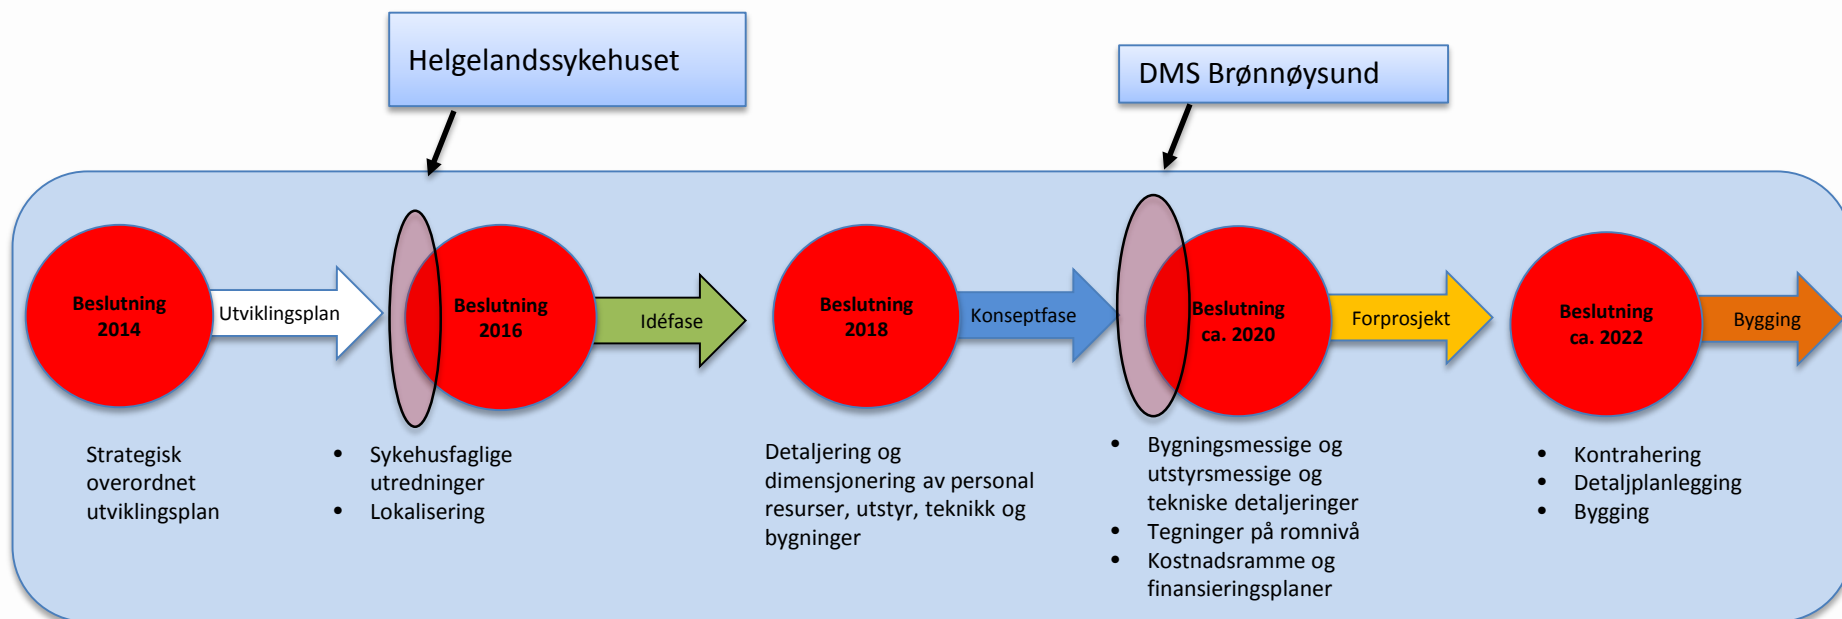 Helgelandssykehuset
DMS Brønnøysund
Beslutning
2014
Utviklingsplan
Beslutning
2016
Idéfase
Beslutning
2018
Konseptfase
Beslutning
ca. 2020
Forprosjekt
Beslutning
ca. 2022
Bygging
Strategisk
overordnet
utviklingsplan
• Sykehusfaglige
utredninger
• Lokalisering
Detaljering og
dimensjonering av personal
resurser, utstyr, teknikk og
bygninger
• Bygningsmessige og
utstyrsmessige og
tekniske detaljeringer
• Tegninger på romnivå
• Kostnadsramme og
finansieringsplaner
• Kontrahering
• Detaljplanlegging
• Bygging